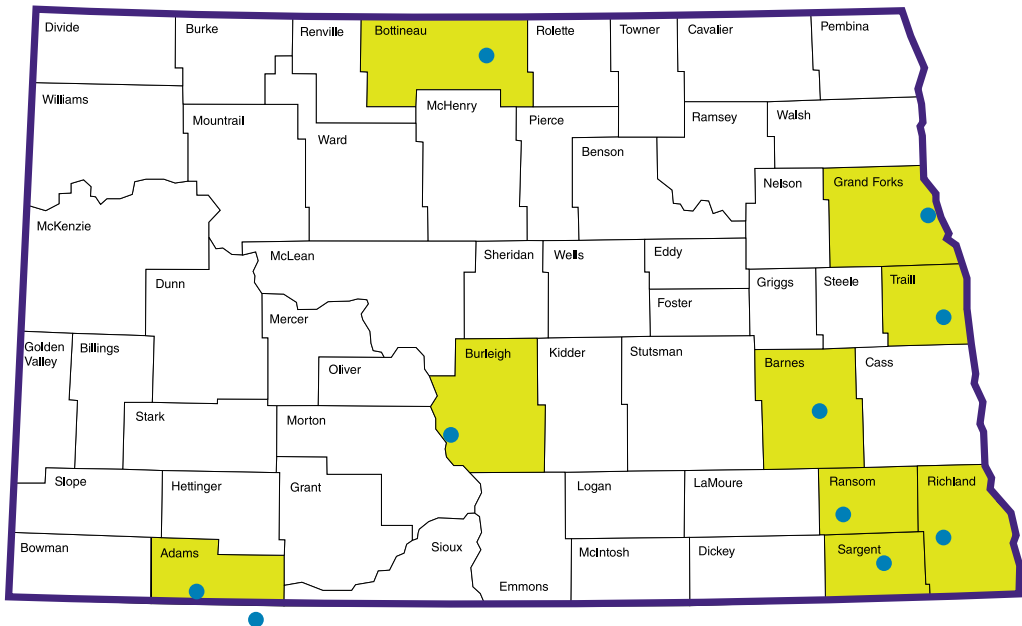 Divide
Burke
Renville
Bottineau
Rolette
Towner
Cavalier
Pembina
Williams
Mountrail
Ward
McHenry
Pierce
Benson
Ramsey
Walsh
Nelson
Grand Forks
McKenzie
Dunn
McLean
Sheridan
Wells
Eddy
Foster
Griggs
Steele
Traill
Mercer
Oliver
Golden
Valley
Billings
Burleigh
Kidder
Stutsman
Barnes
Cass
Stark
Morton
Slope
Hettinger
Grant
Logan
LaMoure
Ransom
Richland
Bowman
Adams
Sioux
Emmons
McIntosh
Dickey
Sargent